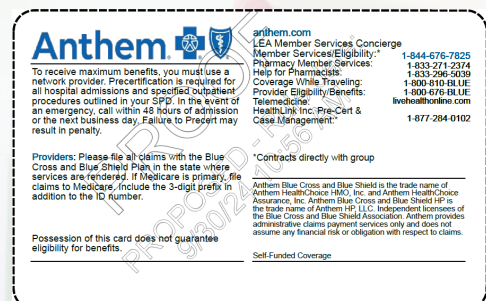 Anthem
To receive maximum benefits, you must use a
network provider. Precertification is required for
all hospital admissions and specified outpatient
procedures outlined in your SPD. In the event of
an emergency, call within 48 hours of admission
or the next business day. Failure to Precert may
result in penalty.
Providers: Please file all claims with the Blue
Cross and Blue Shield Plan in the state where
services are rendered. If Medicare is primary, file
claims to Medicare. Include the 3-digit prefix in
addition to the ID number.
Possession of this card does not guarantee
eligibility for benefits.
anthem.com
LEA Member Services Concierge
Member Services/Eligibility:* 1-844-676-7825
Pharmacy Member Services: 1-833-271-2374
Help for Pharmacists: 1-833-296-5039
Coverage While Traveling: 1-800-810-BLUE
Provider Eligibility/Benefits: 1-800-676-BLUE
Telemedicine: livehealthonline.com
HealthLink Inc. Pre-Cert &
Case Management:* 1-877-284-0102
*Contracts directly with group
Anthem Blue Cross and Blue Shield is the trade name of
Anthem HealthChoice HMO, Inc. and Anthem HealthChoice
Assurance, Inc. Anthem Blue Cross and Blue Shield HP is
the trade name of Anthem HP, LLC. Independent licensees of
the Blue Cross and Blue Shield Association. Anthem provides
administrative claims payment services only and does not
assume any financial risk or obligation with respect to claims.
Self-Funded Coverage
9/30/24 10:56 AM